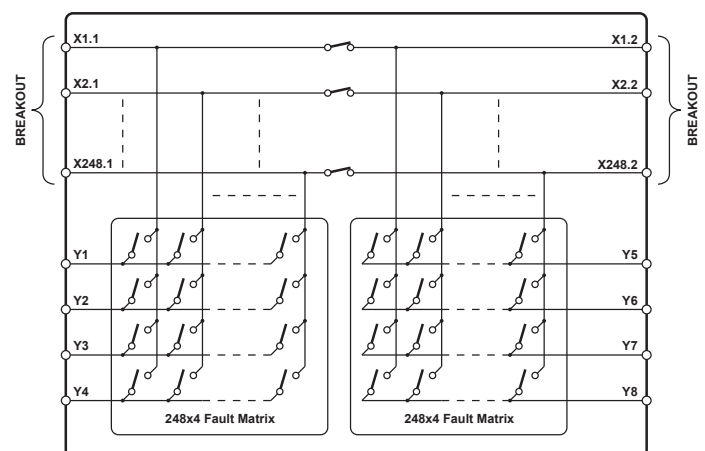 X1.1
X1.2
X2.1
X2.2
BREAKOUT
BREAKOUT
X248.1
X248.2
Y1
Y5
Y2
Y6
Y3
Y7
Y4
Y8
248x4 Fault Matrix
248x4 Fault Matrix